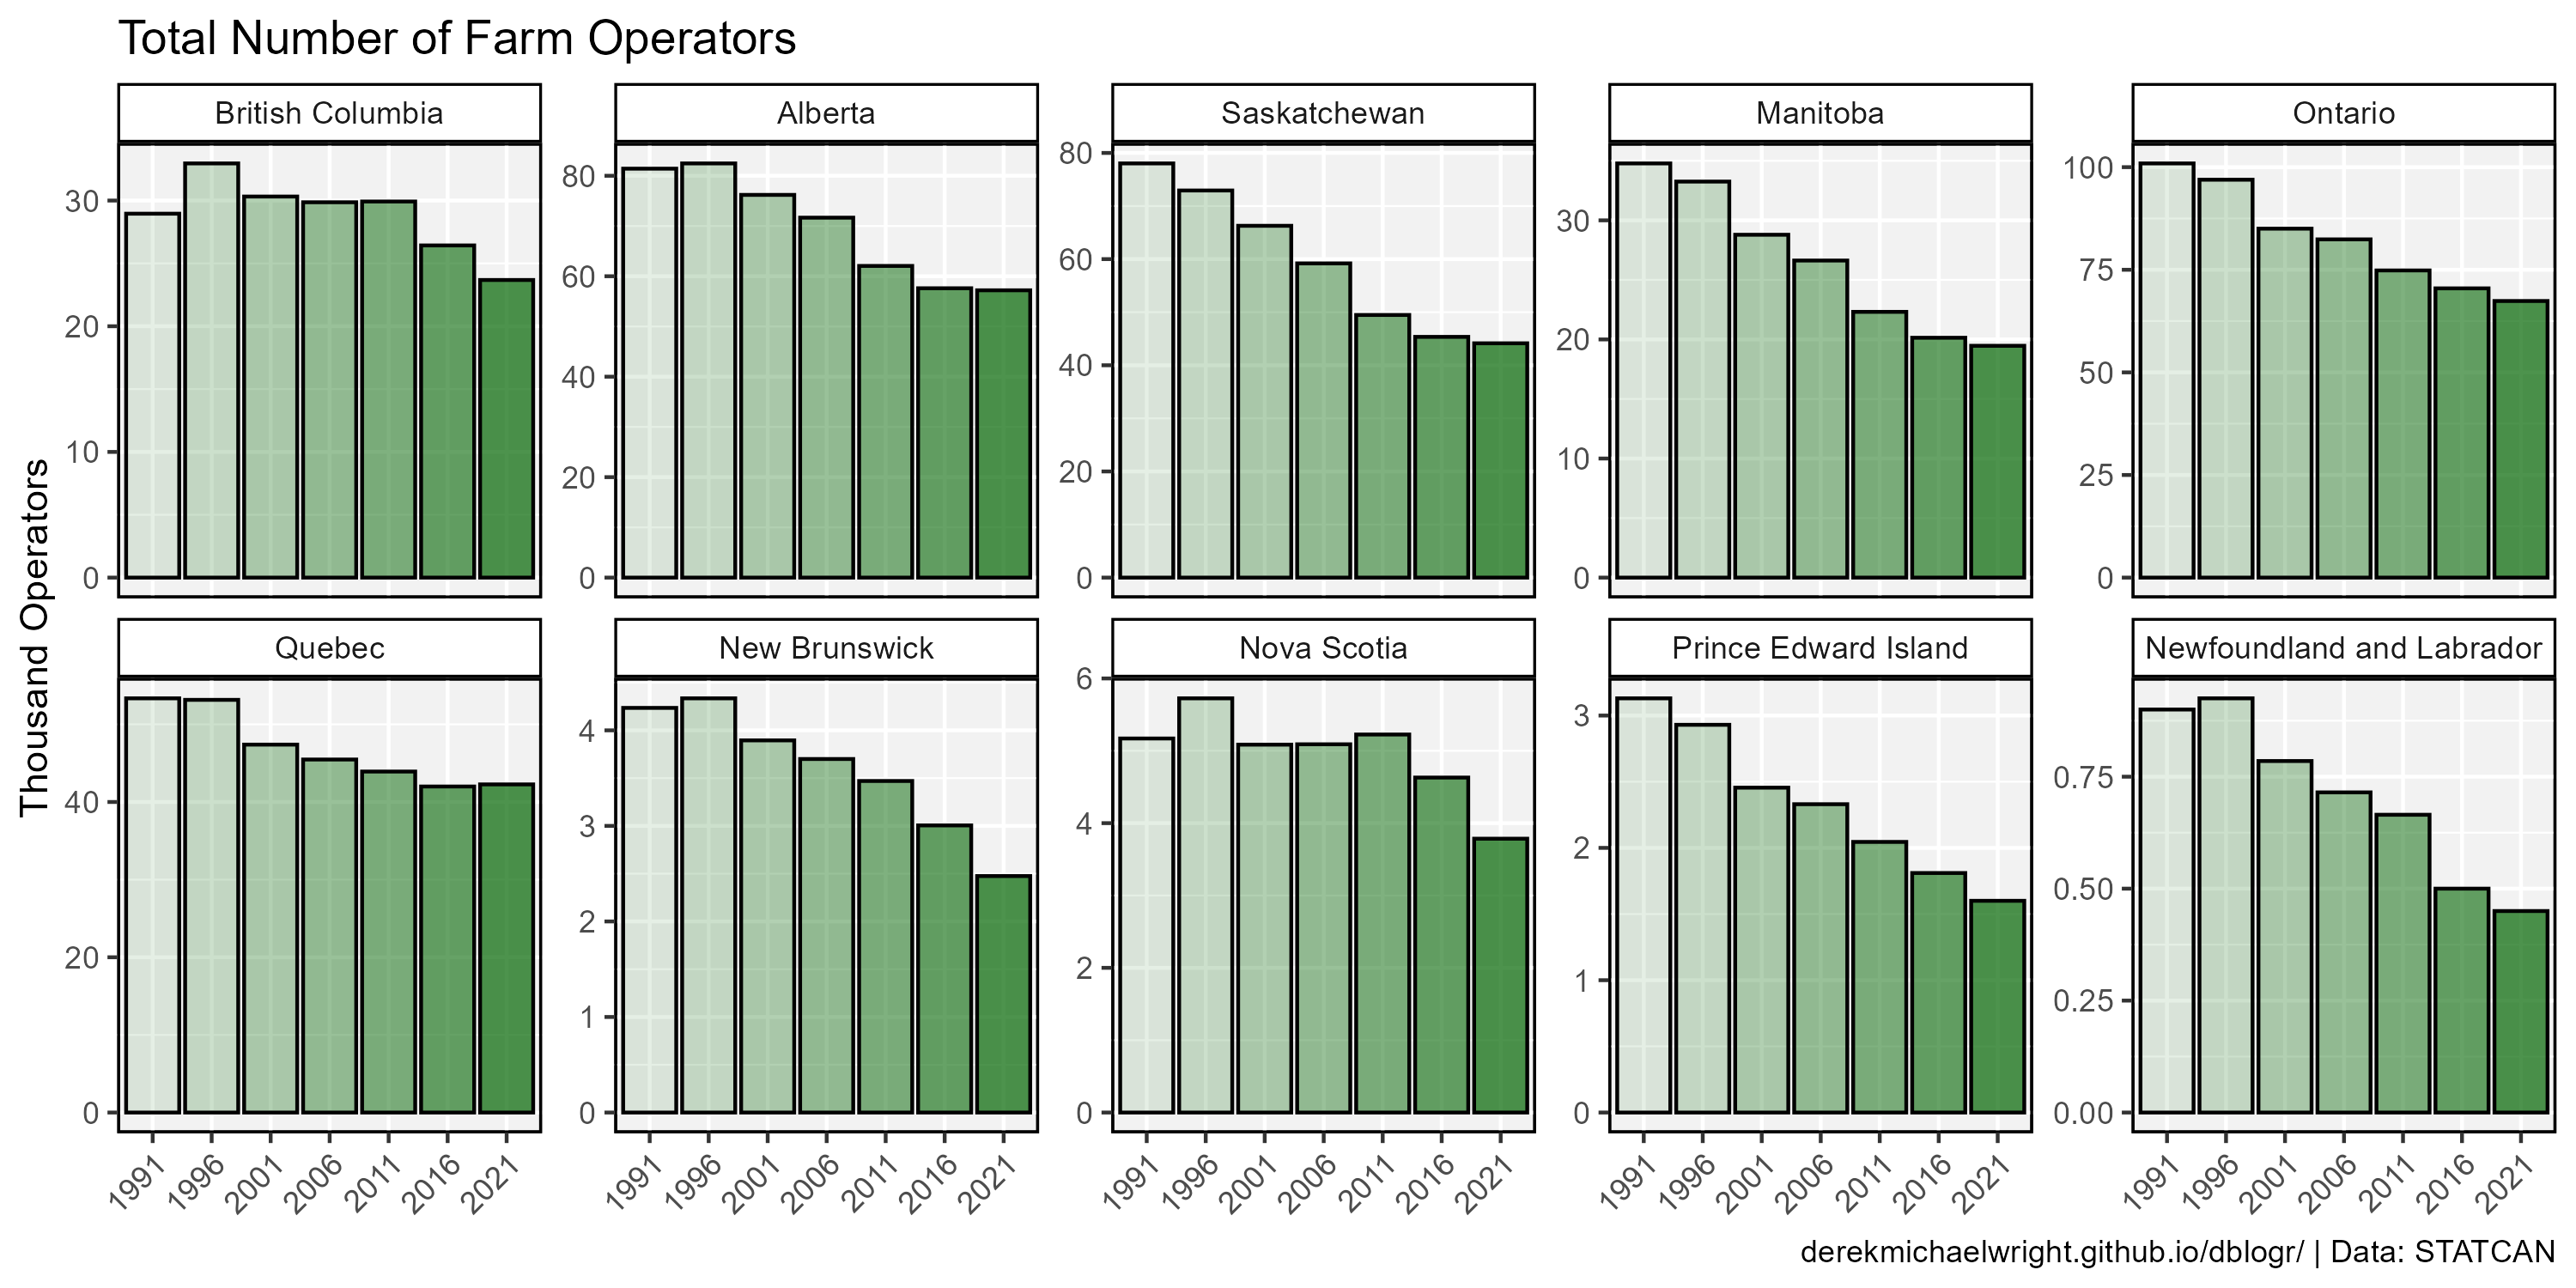 Total Number of Farm Operators
British Columbia
Alberta
Saskatchewan
Manitoba
Ontario
30
20
10
0
80
60
40
20
0
80
60
40
20
0
30
20
10
0
100
75
50
25
0
Thousand Operators
Quebec
New Brunswick
Nova Scotia
Prince Edward Island
Newfoundland and Labrador
40
20
0
4
3
2
1
0
6
4
2
0
3
2
1
0
0.75
0.50
0.25
0.00
1991 1996 2001 2006 2011 2016 2021
1991 1996 2001 2006 2011 2016 2021
1991 1996 2001 2006 2011 2016 2021
1991 1996 2001 2006 2011 2016 2021
1991 1996 2001 2006 2011 2016 2021
derekmichaelwright.github.io/dblogr/ | Data: STATCAN